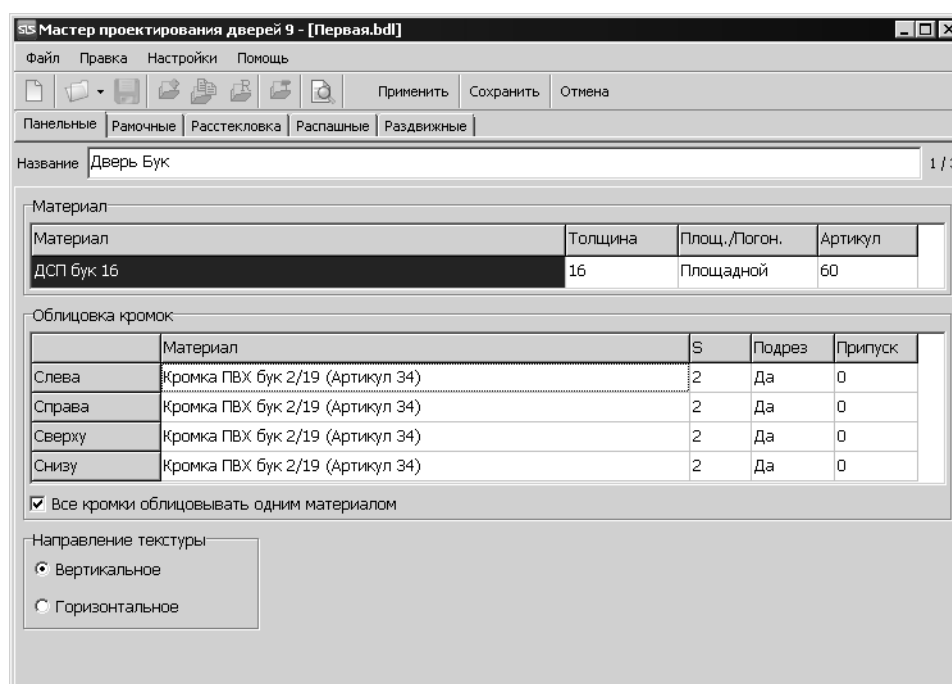 SLS Мастер проектирования дверей 9 - [Первая.bdl]
Файл Правка Настройки Помощь
Применить Сохранить Отмена
Панельные Рамочные Расстекловка Распашные Раздвижные
Название Дверь Бук 1 / 3
Материал
Материал Толщина Площ./Погон. Артикул
ДСП бук 16 16 Площадной 60
Облицовка кромок
Материал S Подрез Припуск
Слева Кромка ПВХ бук 2/19 (Артикул 34) 2 Да 0
Справа Кромка ПВХ бук 2/19 (Артикул 34) 2 Да 0
Сверху Кромка ПВХ бук 2/19 (Артикул 34) 2 Да 0
Снизу Кромка ПВХ бук 2/19 (Артикул 34) 2 Да 0
Все кромки облицовывать одним материалом
Направление текстуры
Вертикальное
Горизонтальное